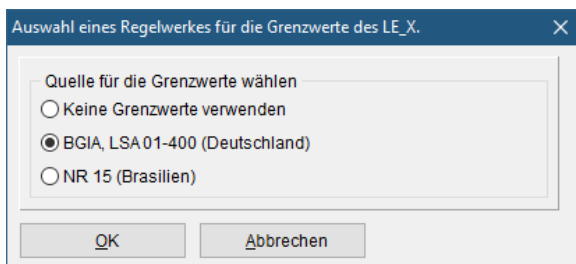 Auswahl eines Regelwerkes für die Grenzwerte des LE_X.
Quelle für die Grenzwerte wählen
Keine Grenzwerte verwenden
BGIA, LSA 01-400 (Deutschland)
NR 15 (Brasilien)
OK Abbrechen